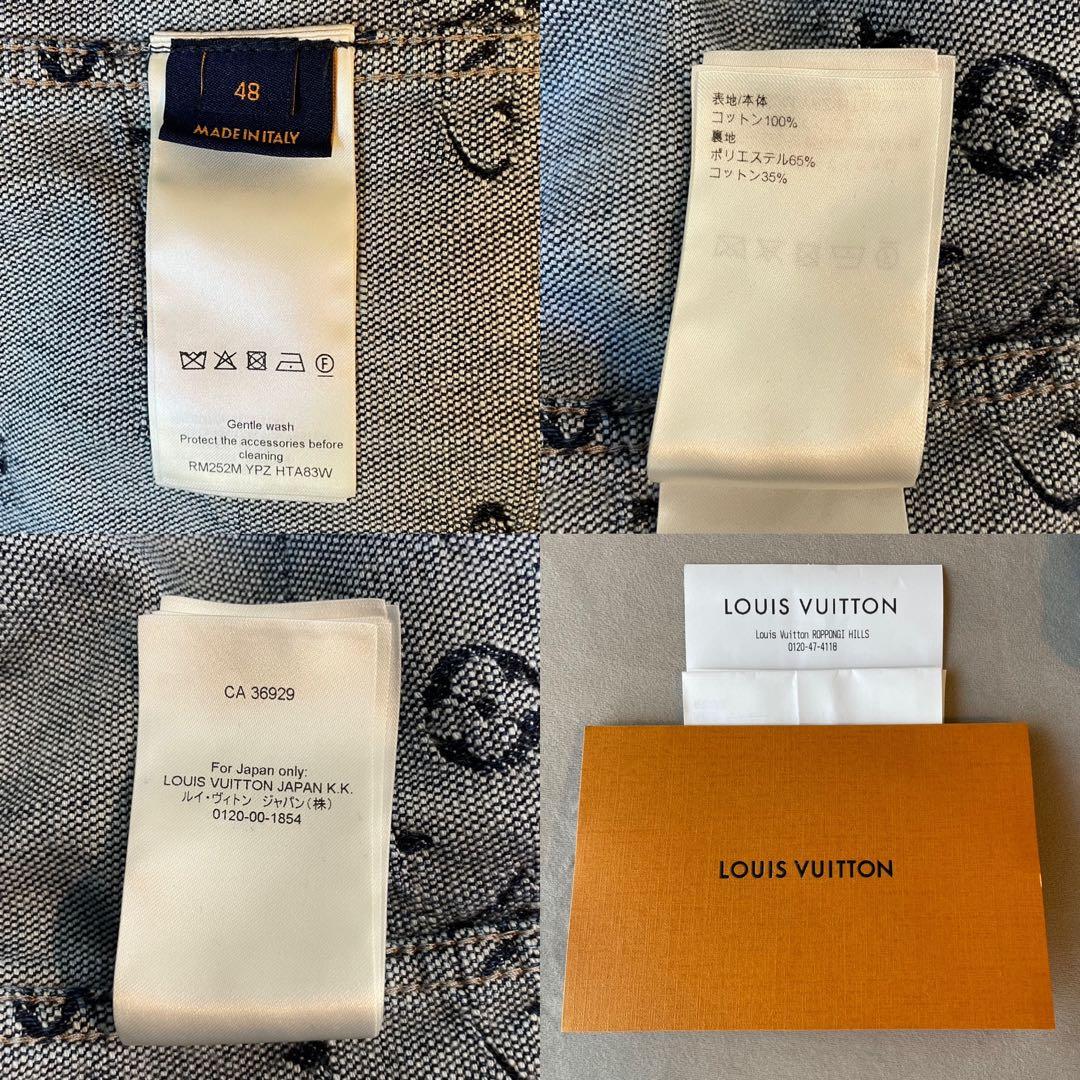 48
MADE IN ITALY
Gentle wash
Protect the accessories before
cleaning
RM252M YPZ HTA83W
表地/本体
コットン100%
裏地
ポリエステル65%
コットン35%
CA 36929
For Japan only:
LOUIS VUITTON JAPAN K.K.
ルイ・ヴィトン ジャパン(株)
0120-00-1854
LOUIS VUITTON
Louis Vuitton ROPPONGI HILLS
0120-47-4118
LOUIS VUITTON